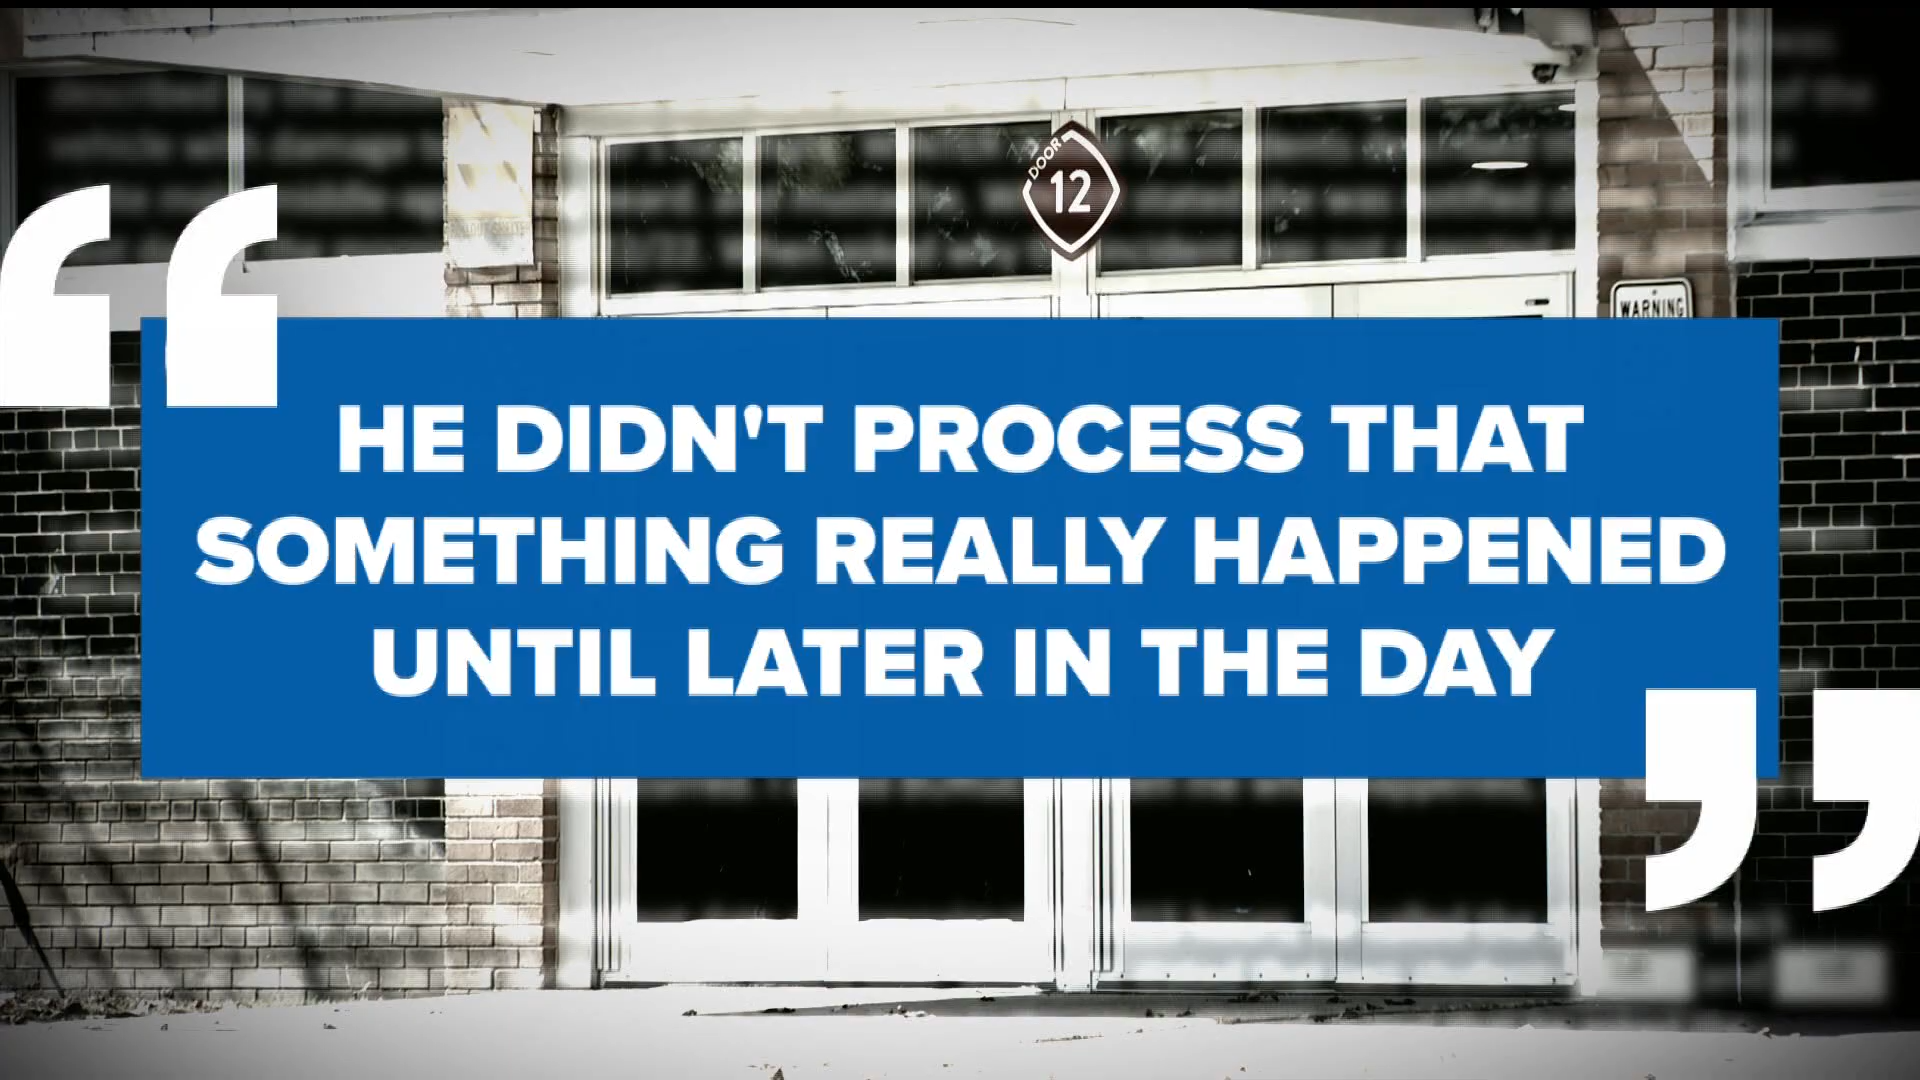 DOOR
12
WARNING
“
HE DIDN'T PROCESS THAT
SOMETHING REALLY HAPPENED
UNTIL LATER IN THE DAY
”